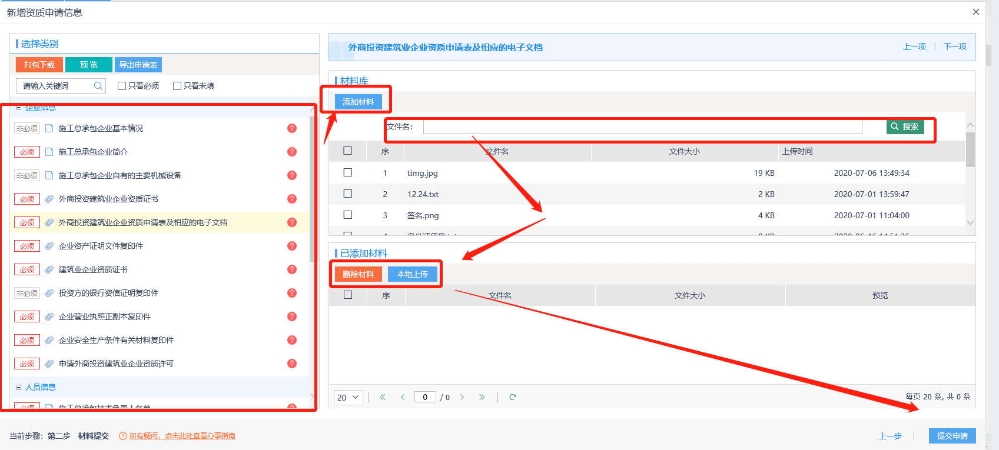 新增资质申请信息
选择类别
打包下载 预 览 导出申请表
请输入关键词 只看必须 只看未填
企业信息
非必须 施工总承包企业基本情况 ?
必须 施工总承包企业简介 ?
非必须 施工总承包企业自有的主要机械设备 ?
必须 外商投资建筑业企业资质证书 ?
必须 外商投资建筑业企业资质申请表及相应的电子文档 ?
必须 企业资产证明文件复印件 ?
必须 建筑业企业资质证书 ?
非必须 投资方的银行资信证明复印件 ?
必须 企业营业执照正副本复印件 ?
必须 企业安全生产条件有关材料复印件 ?
必须 申请外商投资建筑业企业资质许可 ?
人员信息
必须 施工总承包技术负责人名单 ?
外商投资建筑业企业资质申请表及相应的电子文档 上一项 下一项
材料库
添加材料
文件名: 搜索
序 文件名 文件大小 上传时间
1 timg.jpg 19 KB 2020-07-06 13:49:34
2 12.24.txt 2 KB 2020-07-01 13:59:47
3 签名.png 4 KB 2020-07-01 11:04:00
已添加材料
删除材料 本地上传
序 文件名 文件大小 预览
20 0 / 0 每页 20 条, 共 0 条
当前步骤: 第二步 材料提交 ? 如有疑问，点击此处查看办事指南 上一步 提交申请